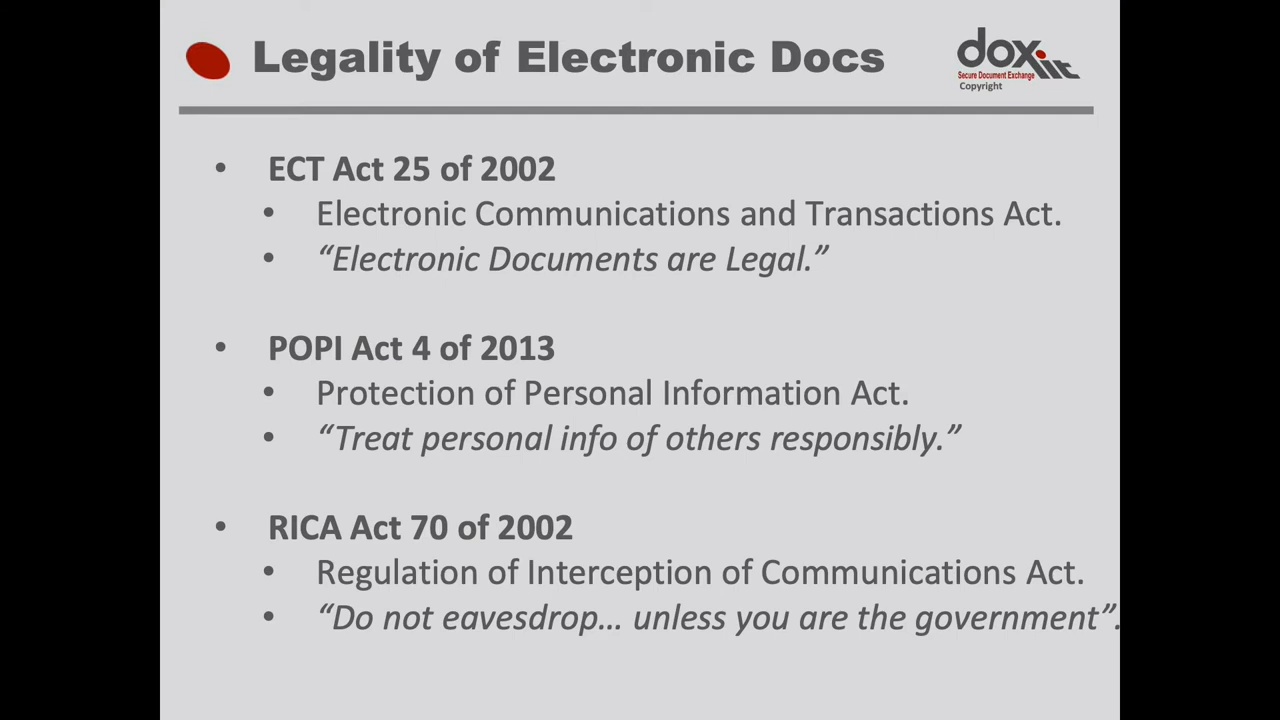 Legality of Electronic Docs
doxiit
Secure Document Exchange
Copyright
• ECT Act 25 of 2002
• Electronic Communications and Transactions Act.
• “Electronic Documents are Legal.”
• POPI Act 4 of 2013
• Protection of Personal Information Act.
• “Treat personal info of others responsibly.”
• RICA Act 70 of 2002
• Regulation of Interception of Communications Act.
• “Do not eavesdrop… unless you are the government”.